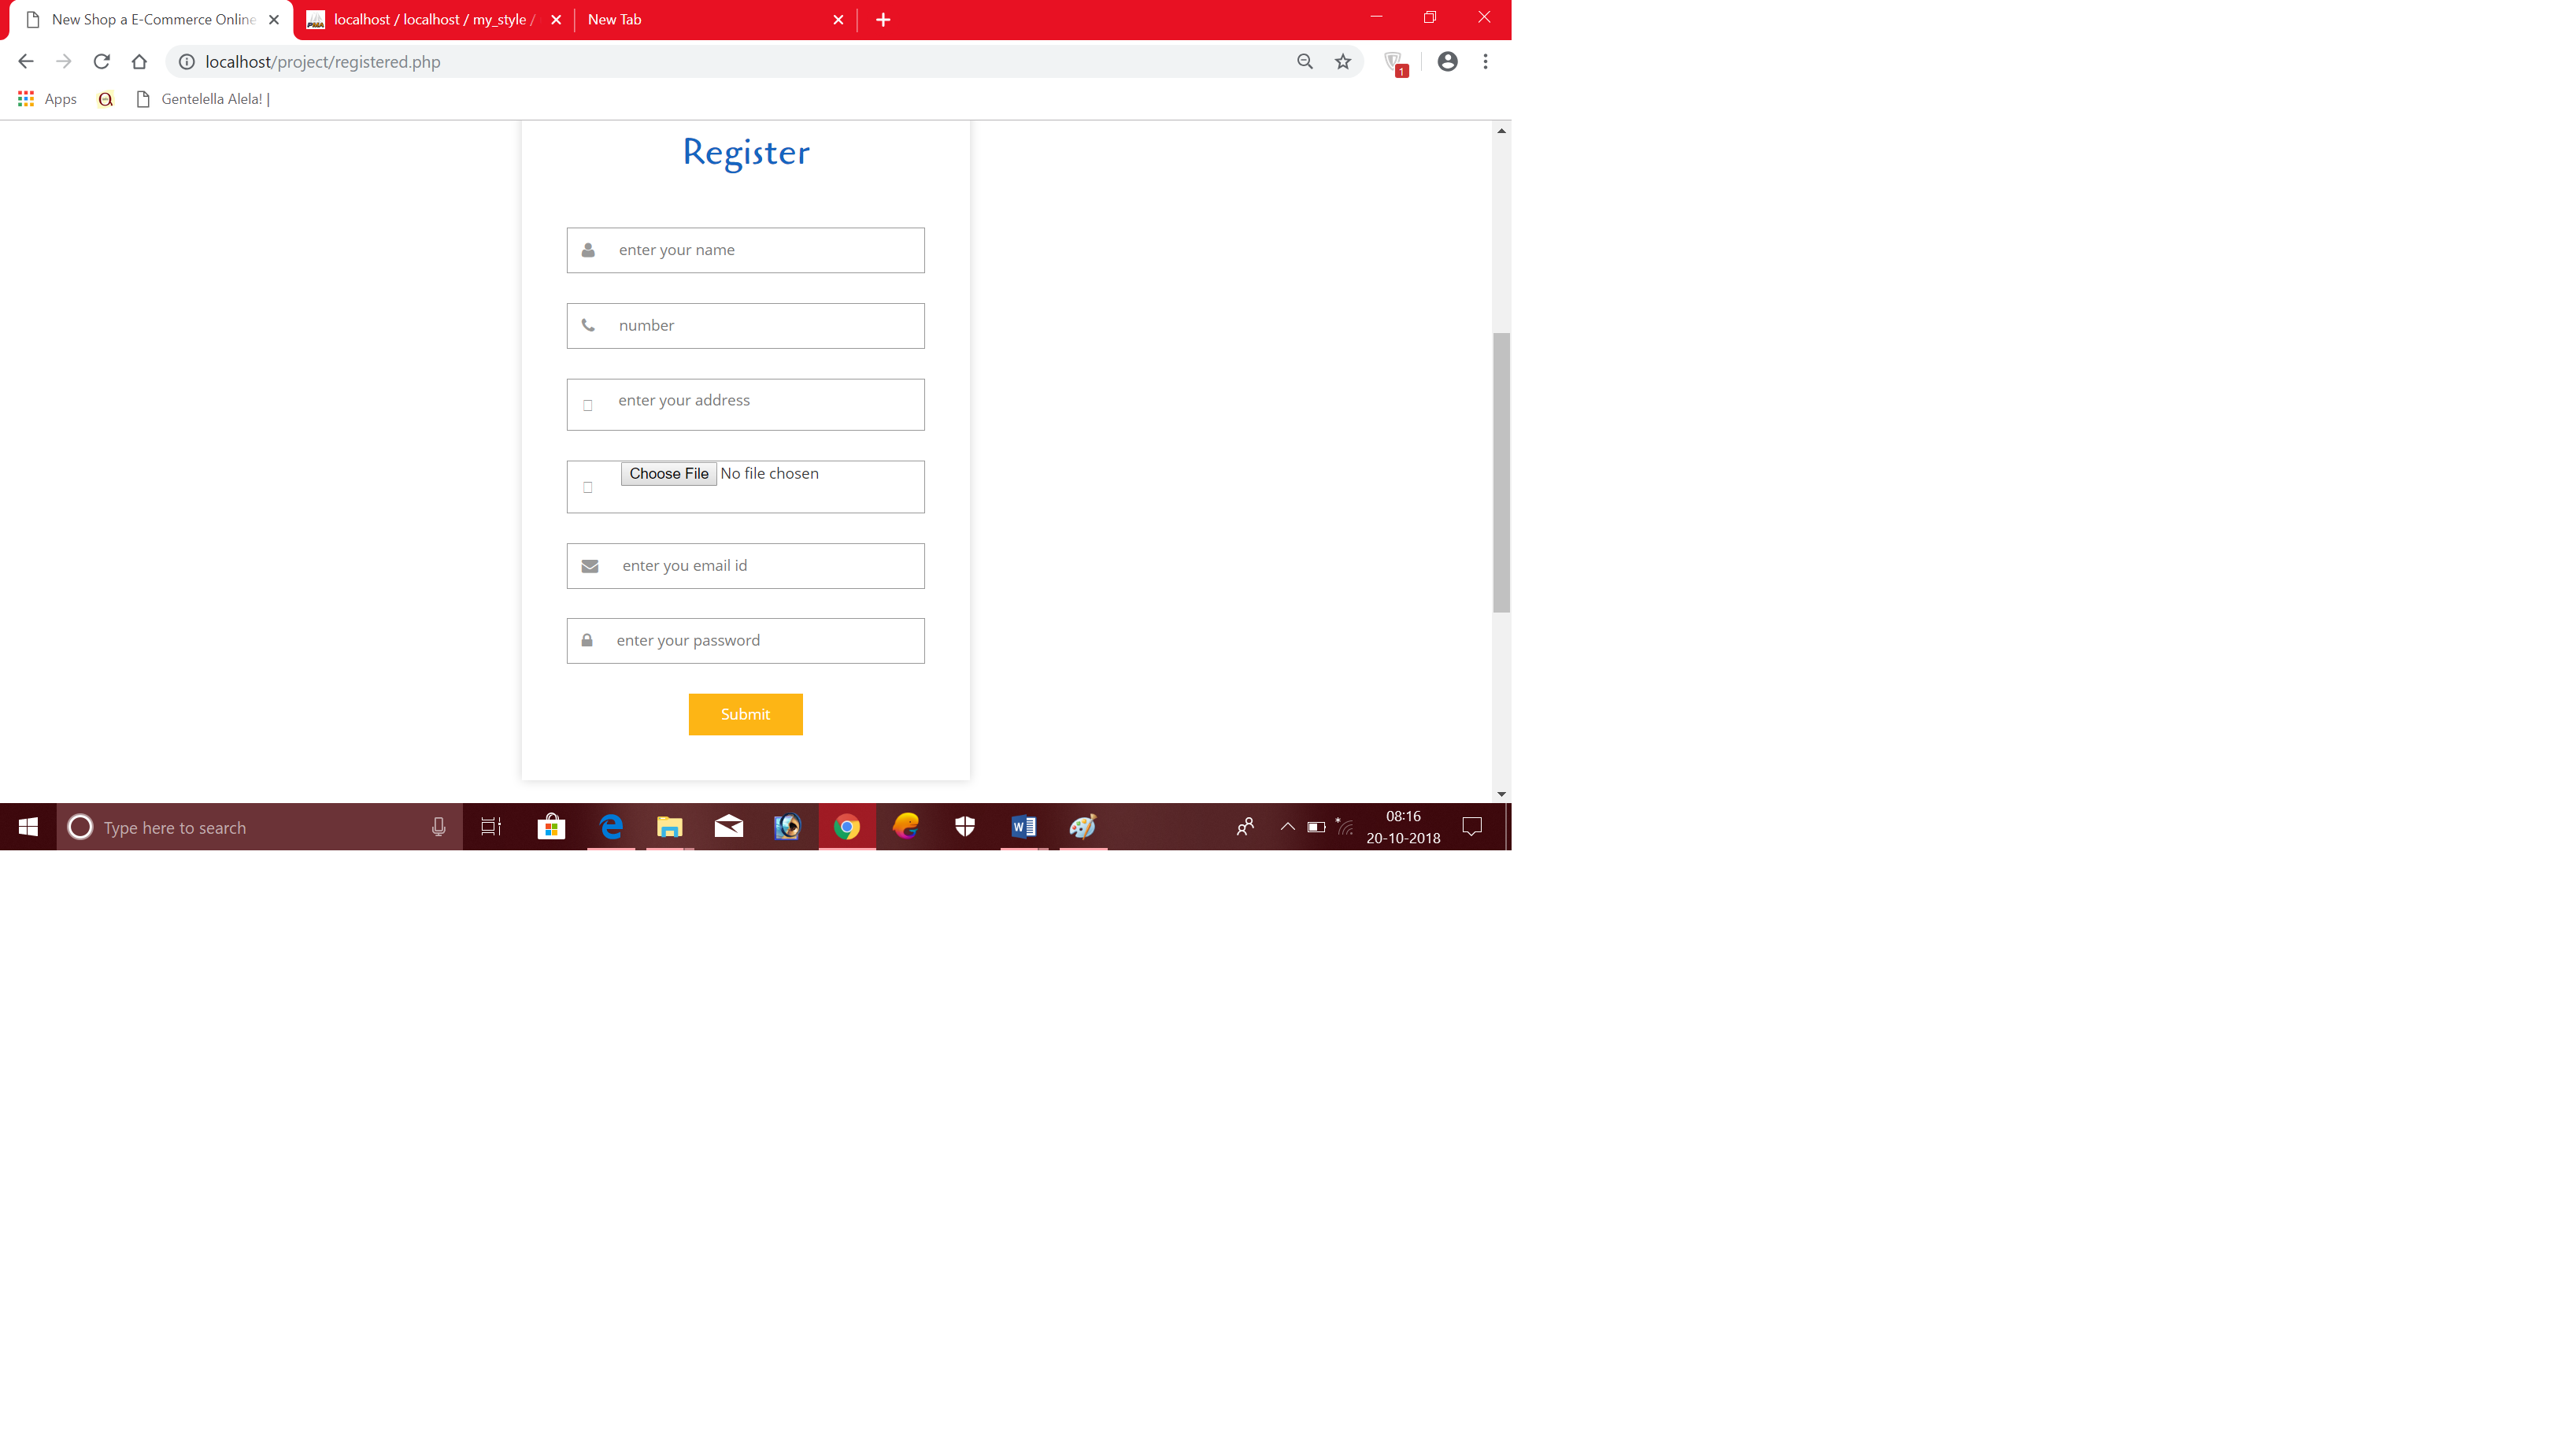 New Shop a E-Commerce Online
localhost / localhost / my_style /
New Tab
localhost/project/registered.php
1
Apps
Gentelella Alela! |
Register
enter your name
number
enter your address
Choose File No file chosen
enter you email id
enter your password
Submit
Type here to search
08:16
20-10-2018